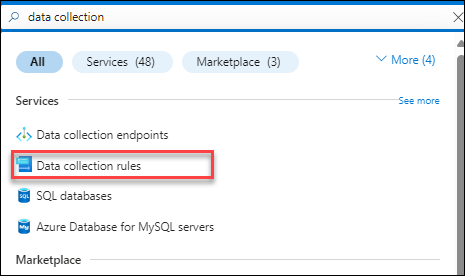 data collection
All Services (48) Marketplace (3) More (4)
Services See more
Data collection endpoints
Data collection rules
SQL databases
Azure Database for MySQL servers
Marketplace